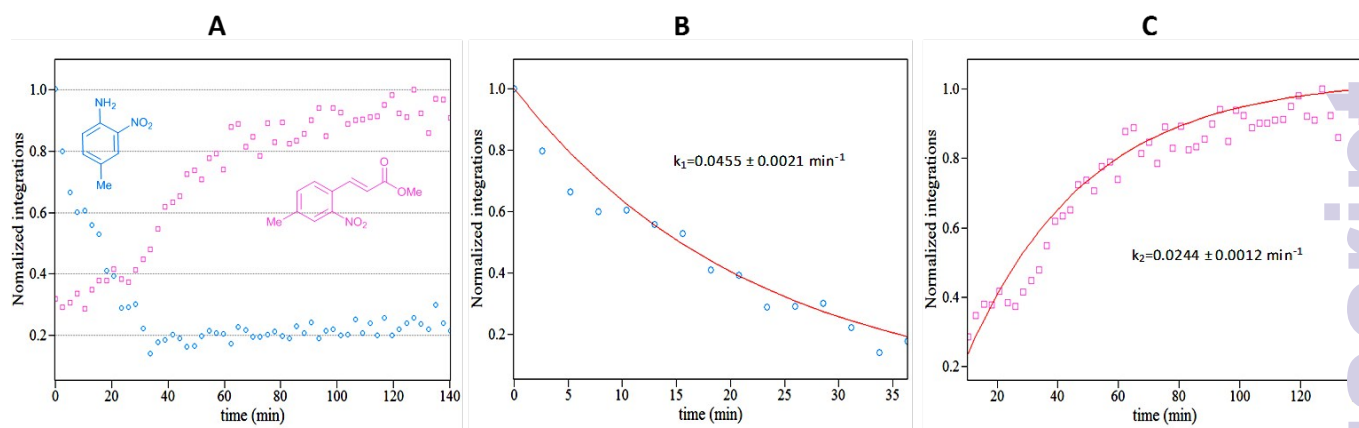 A
Normalized integrations
1.0
0.8
0.6
0.4
0.2
0
20
40
60
80
100
120
140
time (min)
NH2
NO2
Me
O
OMe
Me
NO2
B
Normalized integrations
1.0
0.8
0.6
0.4
0.2
0
5
10
15
20
25
30
35
time (min)
k₁=0.0455 ± 0.0021 min⁻¹
C
Normalized integrations
1.0
0.8
0.6
0.4
0.2
20
40
60
80
100
120
time (min)
k₂=0.0244 ± 0.0012 min⁻¹